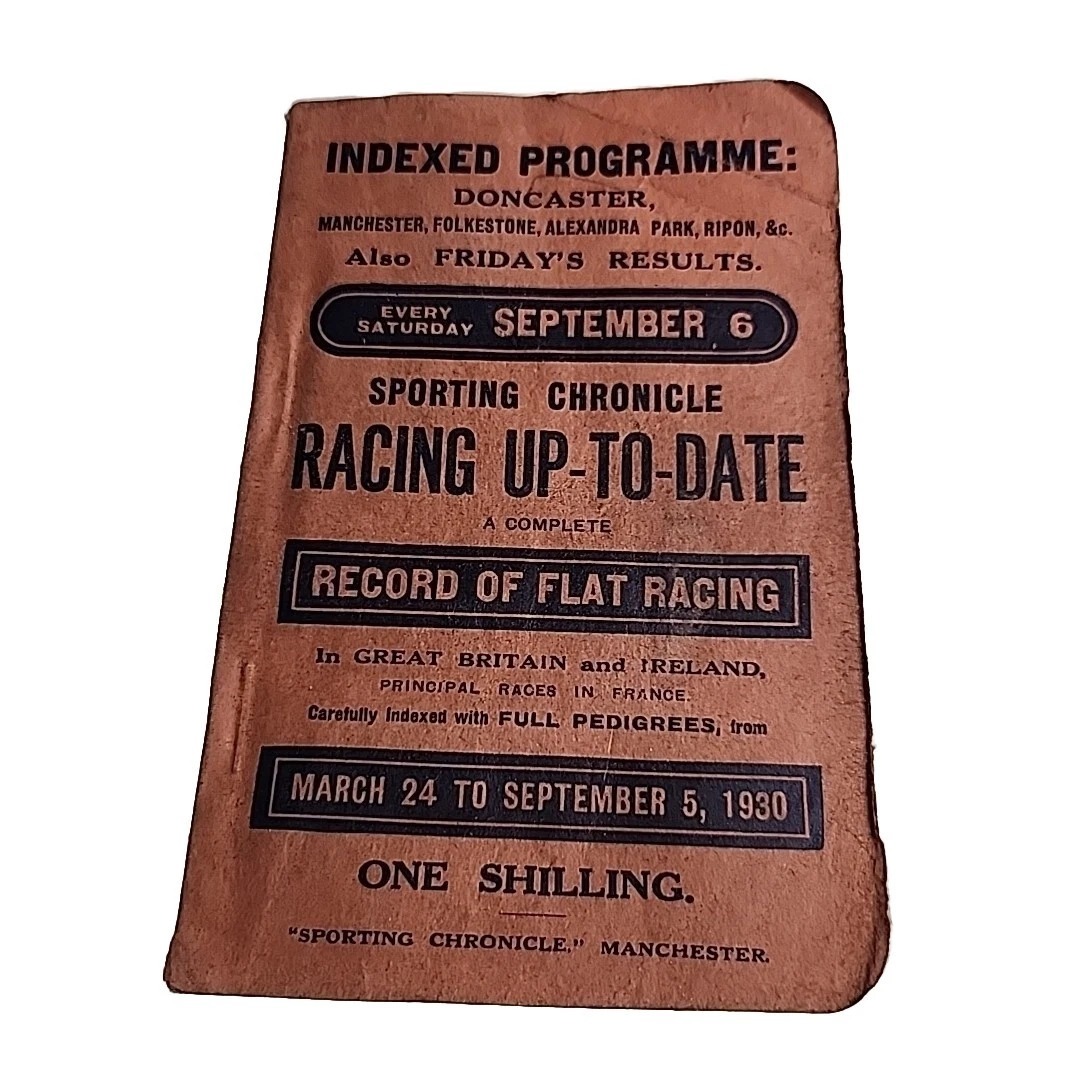 INDEXED PROGRAMME:
DONCASTER,
MANCHESTER, FOLKESTONE, ALEXANDRA PARK, RIPON, &c.
Also FRIDAY'S RESULTS.
EVERY SATURDAY SEPTEMBER 6
SPORTING CHRONICLE
RACING UP-TO-DATE
A COMPLETE
RECORD OF FLAT RACING
In GREAT BRITAIN and IRELAND,
PRINCIPAL RACES IN FRANCE.
Carefully Indexed with FULL PEDIGREES, from
MARCH 24 TO SEPTEMBER 5, 1930
ONE SHILLING.
"SPORTING CHRONICLE," MANCHESTER.